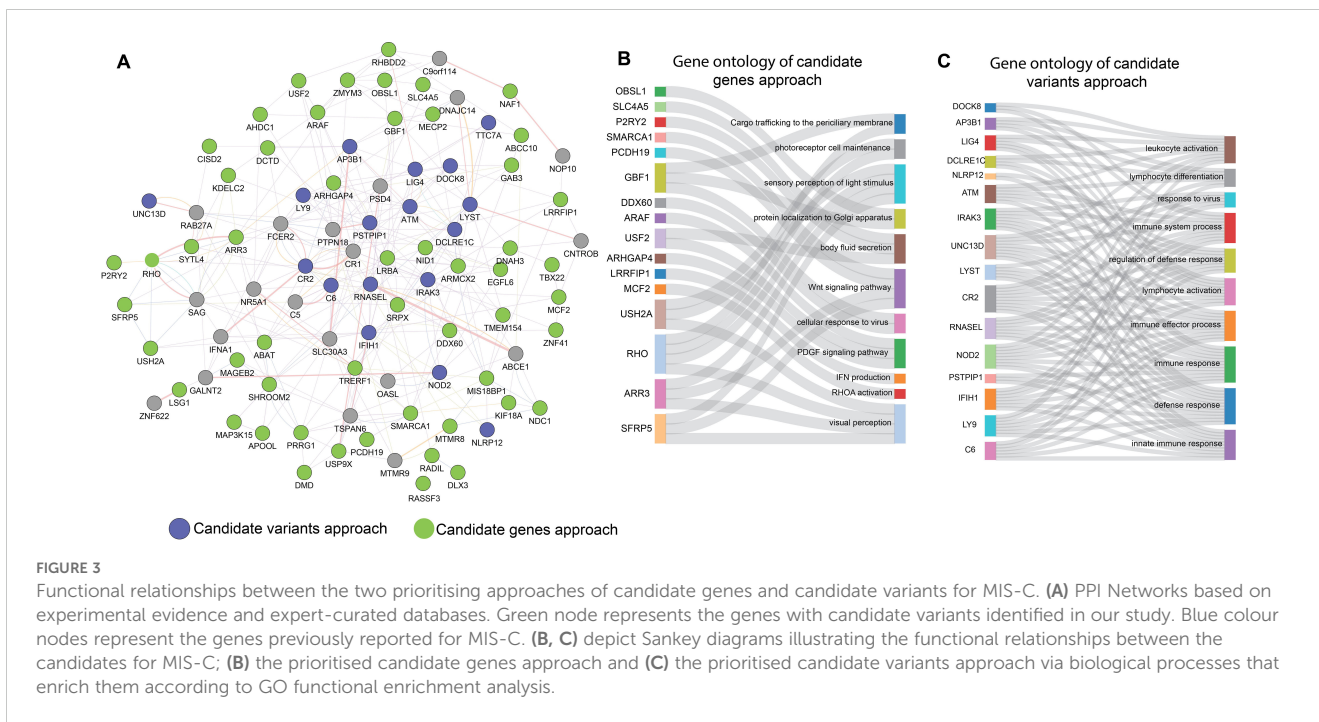 A
RHBDD2
C9orf114
USF2
ZMYM3
OBSL1
SLC4A5
DNAJC14
NAF1
AHDC1
ARAF
GBF1
MECP2
TTC7A
ABCC10
CISD2
DCTD
AP3B1
NOP10
KDELC2
ARHGAP4
PSD4
LIG4
DOCK8
GAB3
UNC13D
LY9
ATM
LYST
LRRFIP1
RAB27A
FCER2
PTPN18
PSTPIP1
DCLRE1C
CNTROB
SYTL4
ARR3
CR1
LRBA
NID1
DNAH3
P2RY2
RHO
CR2
ARMCX2
EGFL6
TBX22
C6
RNASEL
IRAK3
SFRP5
SAG
NR5A1
C5
SRPX
MCF2
TMEM154
ZNF41
USH2A
IFNA1
ABAT
SLC30A3
IFIH1
DDX60
ABCE1
MAGEB2
GALNT2
TRERF1
NOD2
MIS18BP1
LSG1
SHROOM2
OASL
ZNF622
KIF18A
NDC1
MAP3K15
APOOL
PRRG1
TSPAN6
SMARCA1
MTMR8
NLRP12
USP9X
PCDH19
DMD
MTMR9
RADIL
RASSF3
DLX3
Candidate variants approach
Candidate genes approach
B
Gene ontology of candidate
genes approach
OBSL1
SLC4A5
P2RY2
SMARCA1
PCDH19
GBF1
DDX60
ARAF
USF2
ARHGAP4
LRRFIP1
MCF2
USH2A
RHO
ARR3
SFRP5
Cargo trafficking to the periciliary membrane
photoreceptor cell maintenance
sensory perception of light stimulus
protein localization to Golgi apparatus
body fluid secretion
Wnt signaling pathway
cellular response to virus
PDGF signaling pathway
IFN production
RHOA activation
visual perception
C
Gene ontology of candidate
variants approach
DOCK8
AP3B1
LIG4
DCLRE1C
NLRP12
ATM
IRAK3
UNC13D
LYST
CR2
RNASEL
NOD2
PSTPIP1
IFIH1
LY9
C6
leukocyte activation
lymphocyte differentiation
response to virus
immune system process
regulation of defense response
lymphocyte activation
immune effector process
immune response
defense response
innate immune response
FIGURE 3
Functional relationships between the two prioritising approaches of candidate genes and candidate variants for MIS-C. (A) PPI Networks based on
experimental evidence and expert-curated databases. Green node represents the genes with candidate variants identified in our study. Blue colour
nodes represent the genes previously reported for MIS-C. (B, C) depict Sankey diagrams illustrating the functional relationships between the
candidates for MIS-C; (B) the prioritised candidate genes approach and (C) the prioritised candidate variants approach via biological processes that
enrich them according to GO functional enrichment analysis.